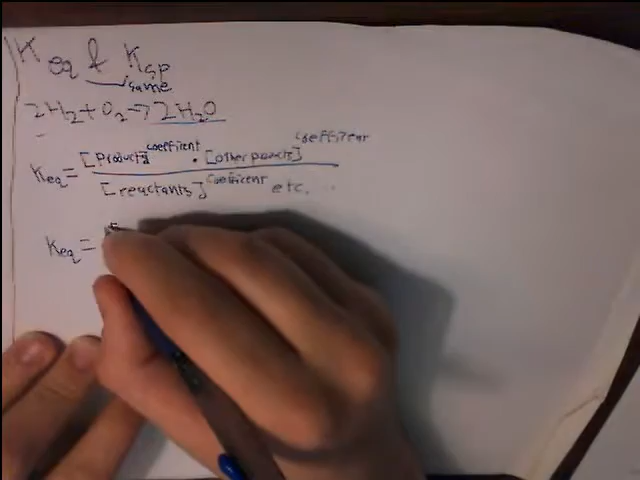 Keq & Ksp
same
2H₂+O₂→2H₂O
Keq = [Product]^coefficient · [other products]^coefficient
[reactants]^coefficient etc.
Keq =